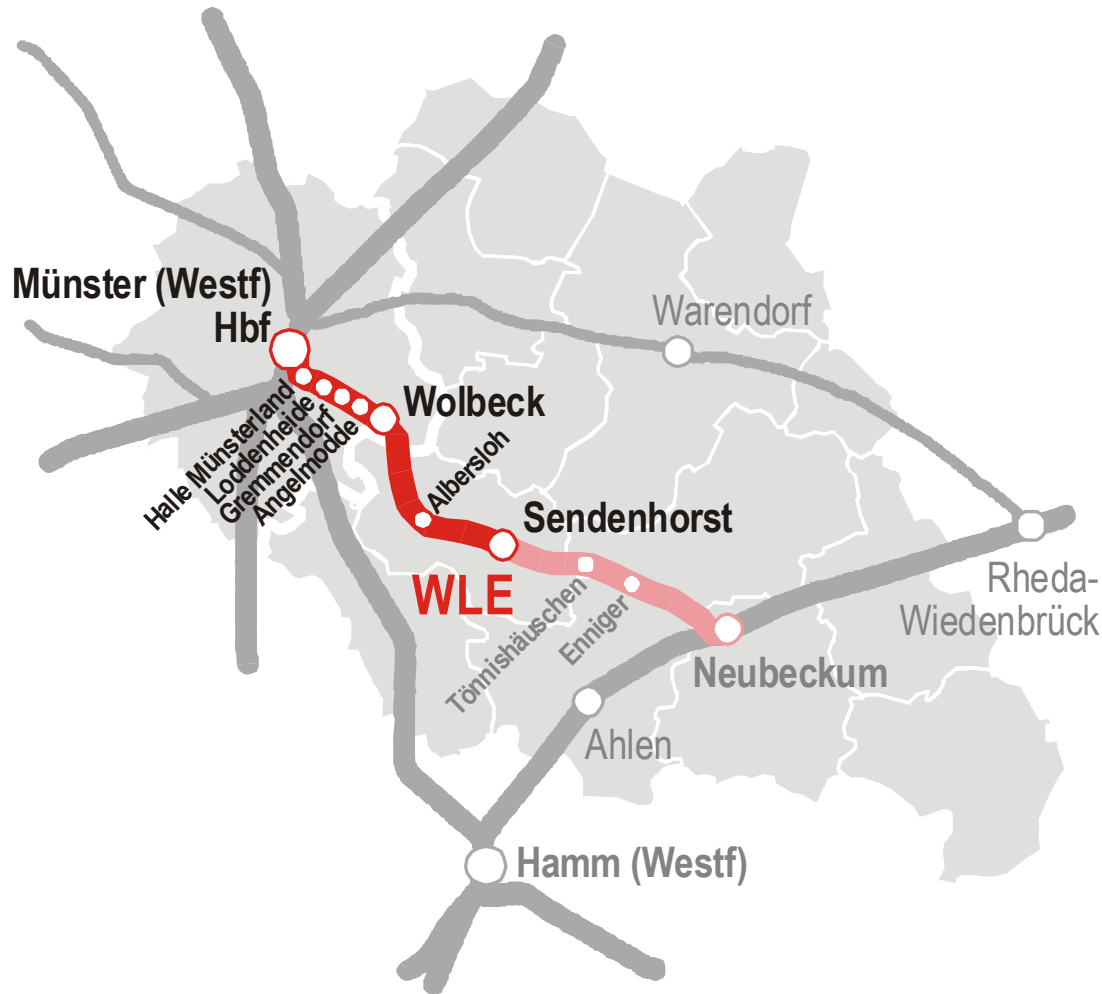 Münster (Westf)
Hbf
Warendorf
Halle Münsterland
Loddenheide
Gremmendorf
Angelmodde
Wolbeck
Albersloh
Sendenhorst
WLE
Tönnishäuschen
Enniger
Rheda-
Wiedenbrück
Neubeckum
Ahlen
Hamm (Westf)